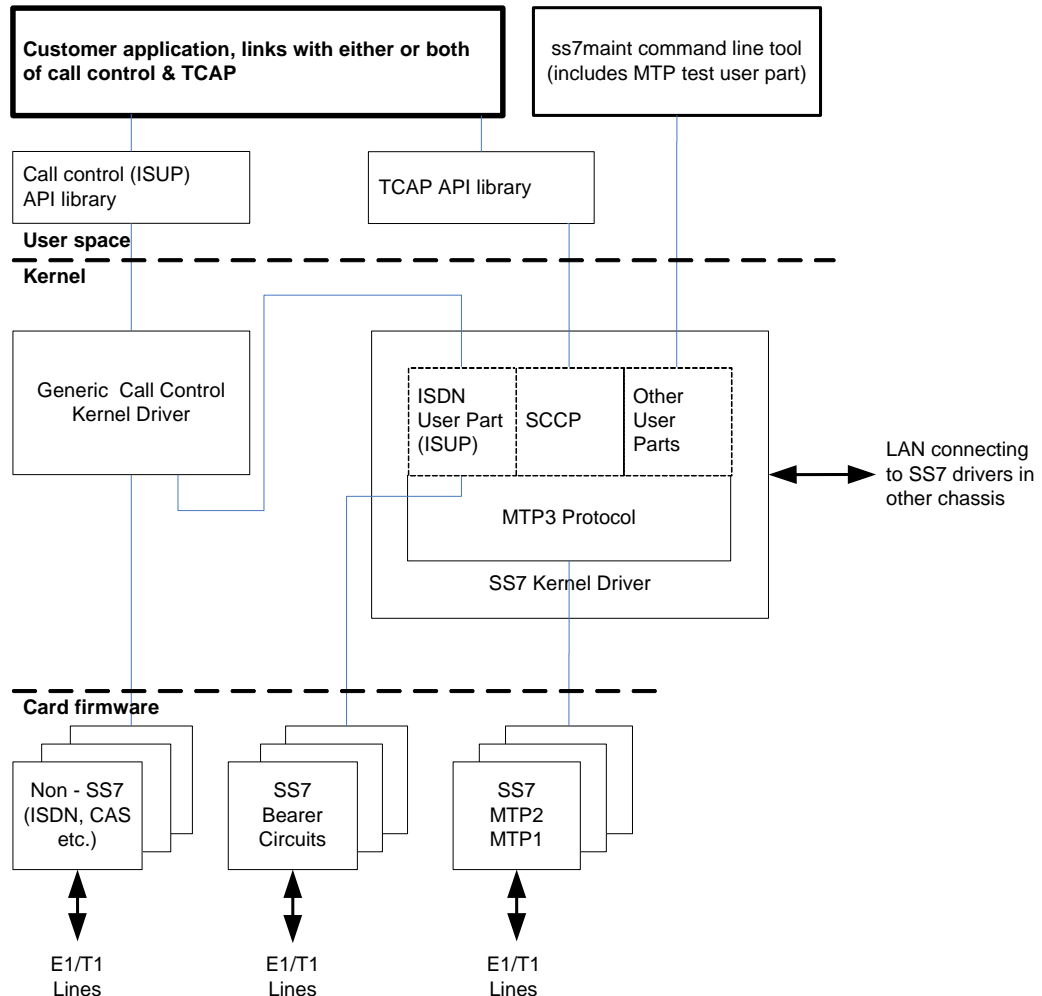 Customer application, links with either or both
of call control & TCAP
ss7maint command line tool
(includes MTP test user part)
Call control (ISUP)
API library
TCAP API library
User space
Kernel
Generic Call Control
Kernel Driver
ISDN
User Part
(ISUP)
SCCP
Other
User
Parts
MTP3 Protocol
SS7 Kernel Driver
LAN connecting
to SS7 drivers in
other chassis
Card firmware
Non - SS7
(ISDN, CAS
etc.)
SS7
Bearer
Circuits
SS7
MTP2
MTP1
E1/T1
Lines
E1/T1
Lines
E1/T1
Lines